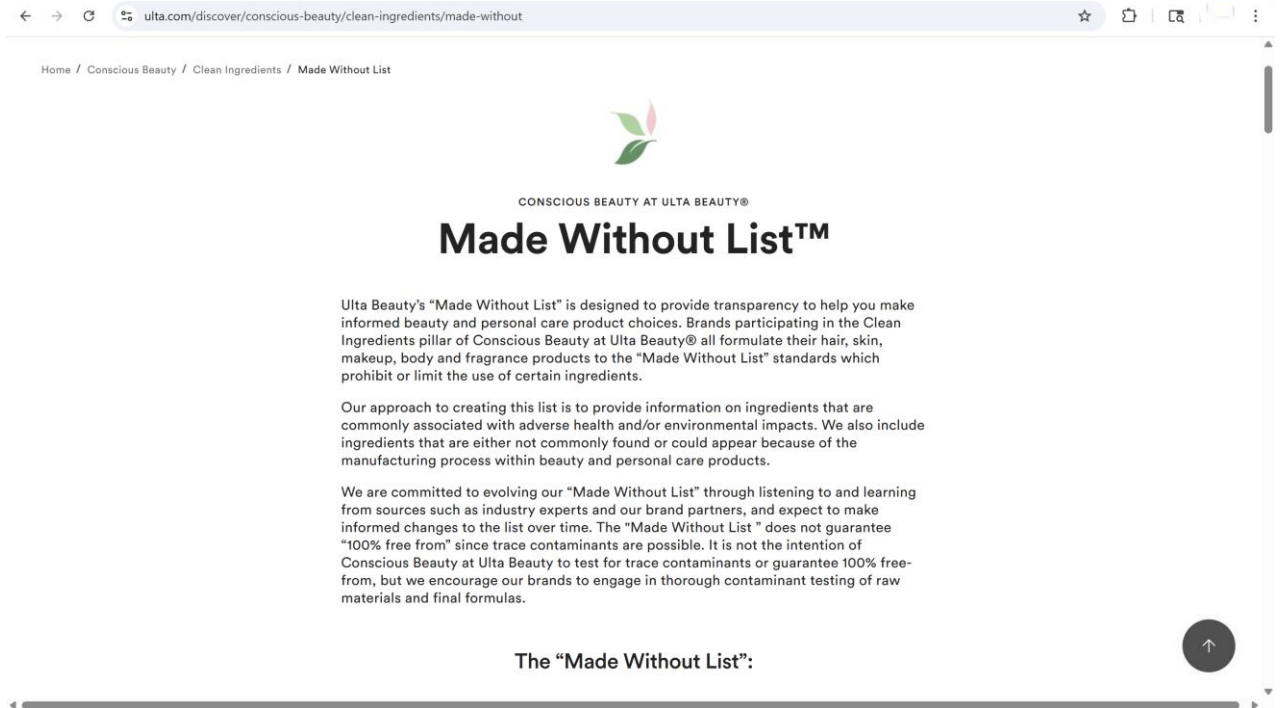 ulta.com/discover/conscious-beauty/clean-ingredients/made-without
Home / Conscious Beauty / Clean Ingredients / Made Without List
CONSCIOUS BEAUTY AT ULTA BEAUTY®
Made Without List™
Ulta Beauty’s “Made Without List” is designed to provide transparency to help you make
informed beauty and personal care product choices. Brands participating in the Clean
Ingredients pillar of Conscious Beauty at Ulta Beauty® all formulate their hair, skin,
makeup, body and fragrance products to the “Made Without List” standards which
prohibit or limit the use of certain ingredients.
Our approach to creating this list is to provide information on ingredients that are
commonly associated with adverse health and/or environmental impacts. We also include
ingredients that are either not commonly found or could appear because of the
manufacturing process within beauty and personal care products.
We are committed to evolving our “Made Without List” through listening to and learning
from sources such as industry experts and our brand partners, and expect to make
informed changes to the list over time. The "Made Without List " does not guarantee
“100% free from” since trace contaminants are possible. It is not the intention of
Conscious Beauty at Ulta Beauty to test for trace contaminants or guarantee 100% free-
from, but we encourage our brands to engage in thorough contaminant testing of raw
materials and final formulas.
The “Made Without List”: